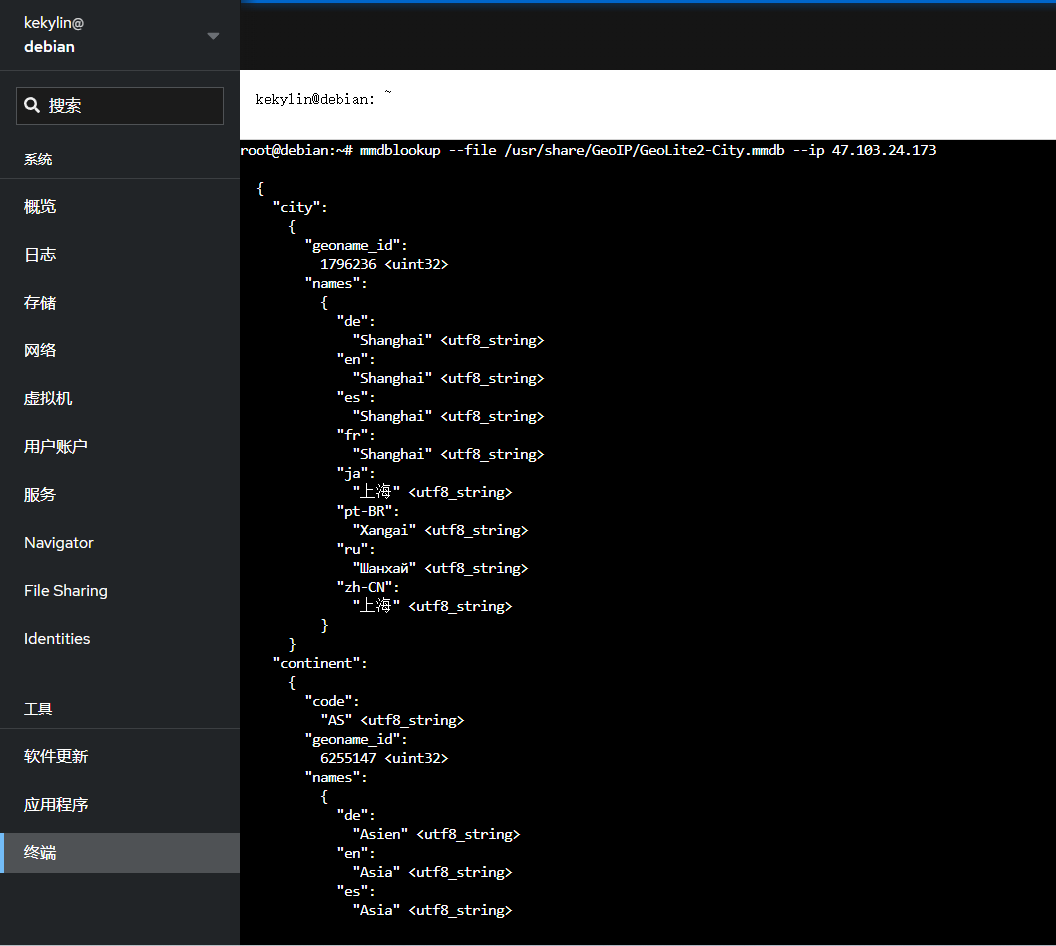 kekylin@
debian
搜索
系统
概览
日志
存储
网络
虚拟机
用户账户
服务
Navigator
File Sharing
Identities
工具
软件更新
应用程序
终端
kekylin@debian: ~
root@debian:~# mmdblookup --file /usr/share/GeoIP/GeoLite2-City.mmdb --ip 47.103.24.173
{
"city":
{
"geoname_id":
1796236 <uint32>
"names":
{
"de":
"Shanghai" <utf8_string>
"en":
"Shanghai" <utf8_string>
"es":
"Shanghai" <utf8_string>
"fr":
"Shanghai" <utf8_string>
"ja":
"上海" <utf8_string>
"pt-BR":
"Xangai" <utf8_string>
"ru":
"Шанхай" <utf8_string>
"zh-CN":
"上海" <utf8_string>
}
}
"continent":
{
"code":
"AS" <utf8_string>
"geoname_id":
6255147 <uint32>
"names":
{
"de":
"Asien" <utf8_string>
"en":
"Asia" <utf8_string>
"es":
"Asia" <utf8_string>